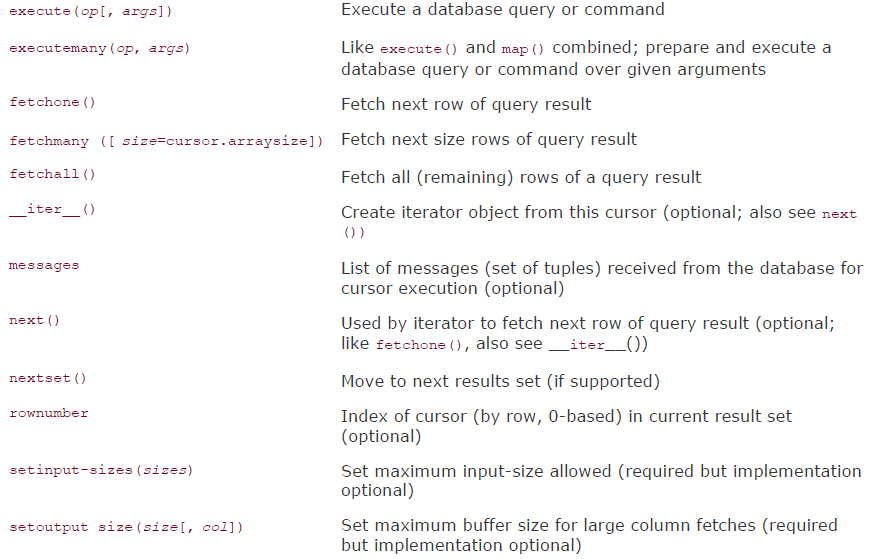 execute(op[, args]) Execute a database query or command
executemany(op, args) Like execute() and map() combined; prepare and execute a
database query or command over given arguments
fetchone() Fetch next row of query result
fetchmany ([ size=cursor.arraysize]) Fetch next size rows of query result
fetchall() Fetch all (remaining) rows of a query result
__iter__() Create iterator object from this cursor (optional; also see next
())
messages List of messages (set of tuples) received from the database for
cursor execution (optional)
next() Used by iterator to fetch next row of query result (optional;
like fetchone(), also see __iter__())
nextset() Move to next results set (if supported)
rownumber Index of cursor (by row, 0-based) in current result set
(optional)
setinput-sizes(sizes) Set maximum input-size allowed (required but implementation
optional)
setoutput size(size[, col]) Set maximum buffer size for large column fetches (required
but implementation optional)